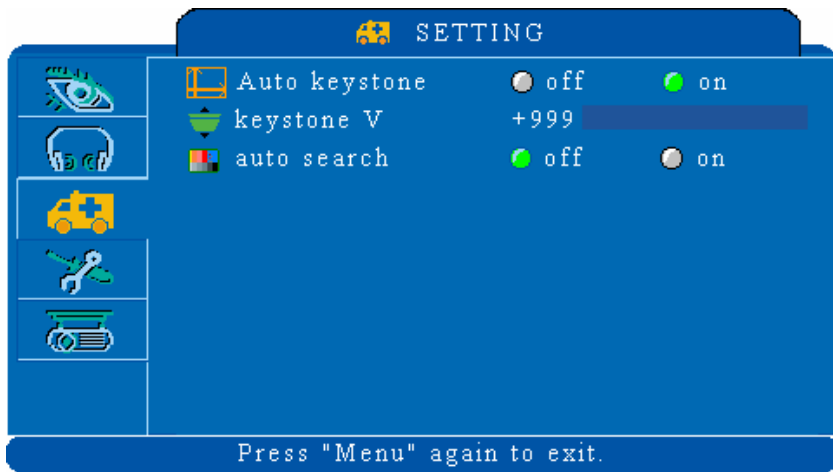 SETTING
Auto keystone off on
keystone V +999
auto search off on
Press "Menu" again to exit.